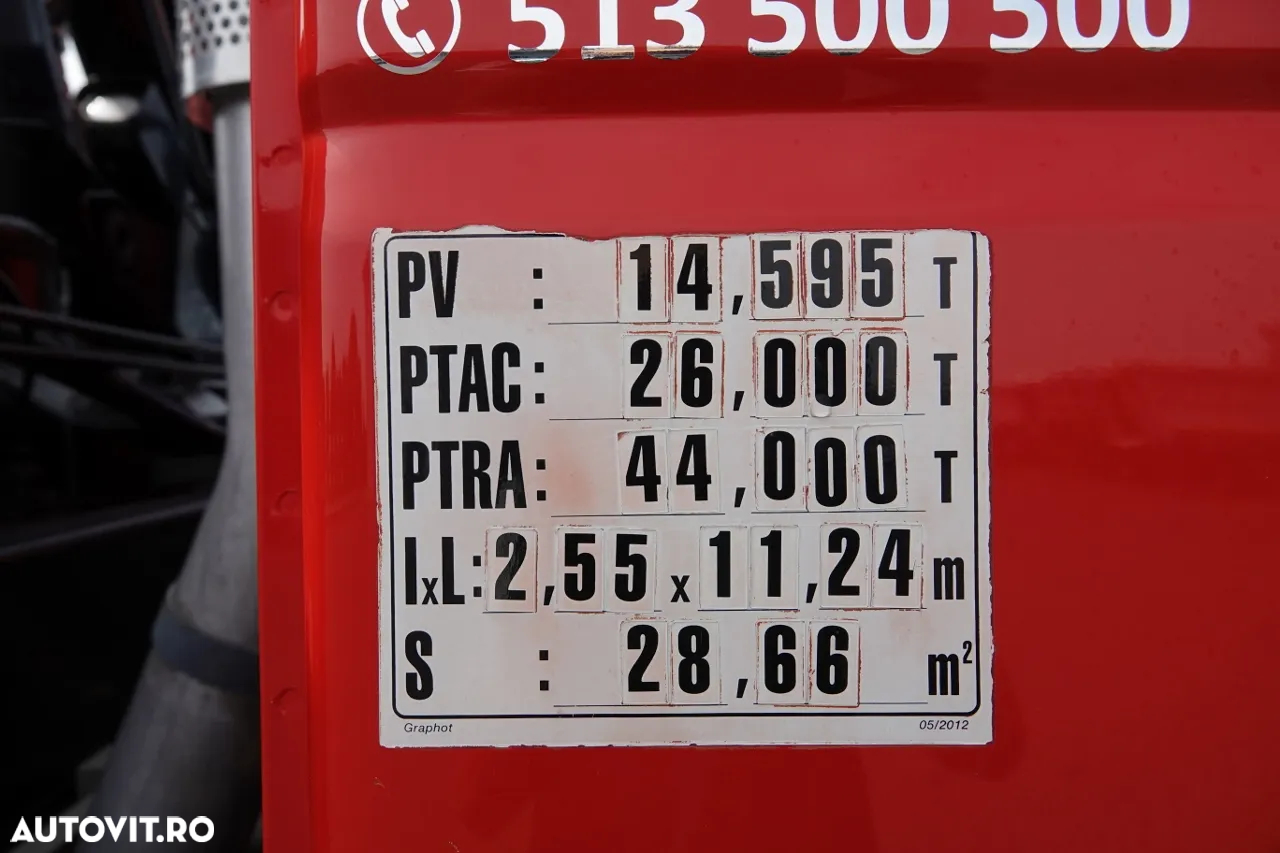 513 500 500
PV : 14,595 T
PTAC: 26,000 T
PTRA: 44,000 T
lxL: 2,55 x 11,24 m
S : 28,66 m²
Graphot 05/2012
AUTOVIT.RO